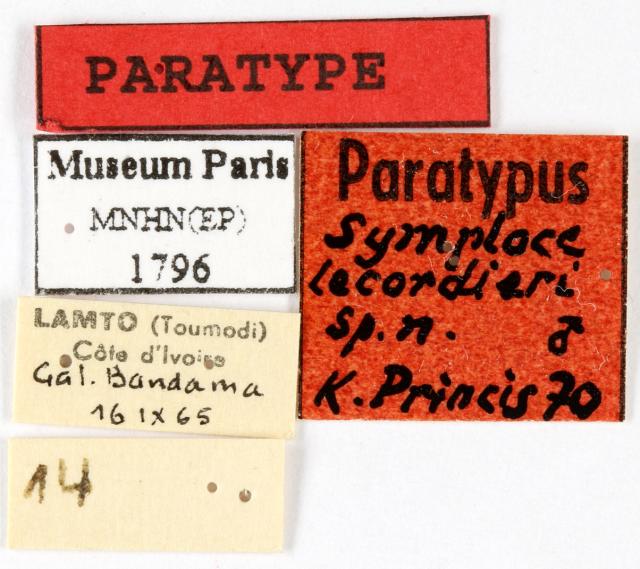 PARATYPE
Museum Paris
MNHN(EP)
1796
Paratypus
Symploce
lecordieri
sp.n. ♂
K. Princis 70
LAMTO (Toumodi)
Côte d'Ivoire
Gal. Bandama
16 IX 65
14